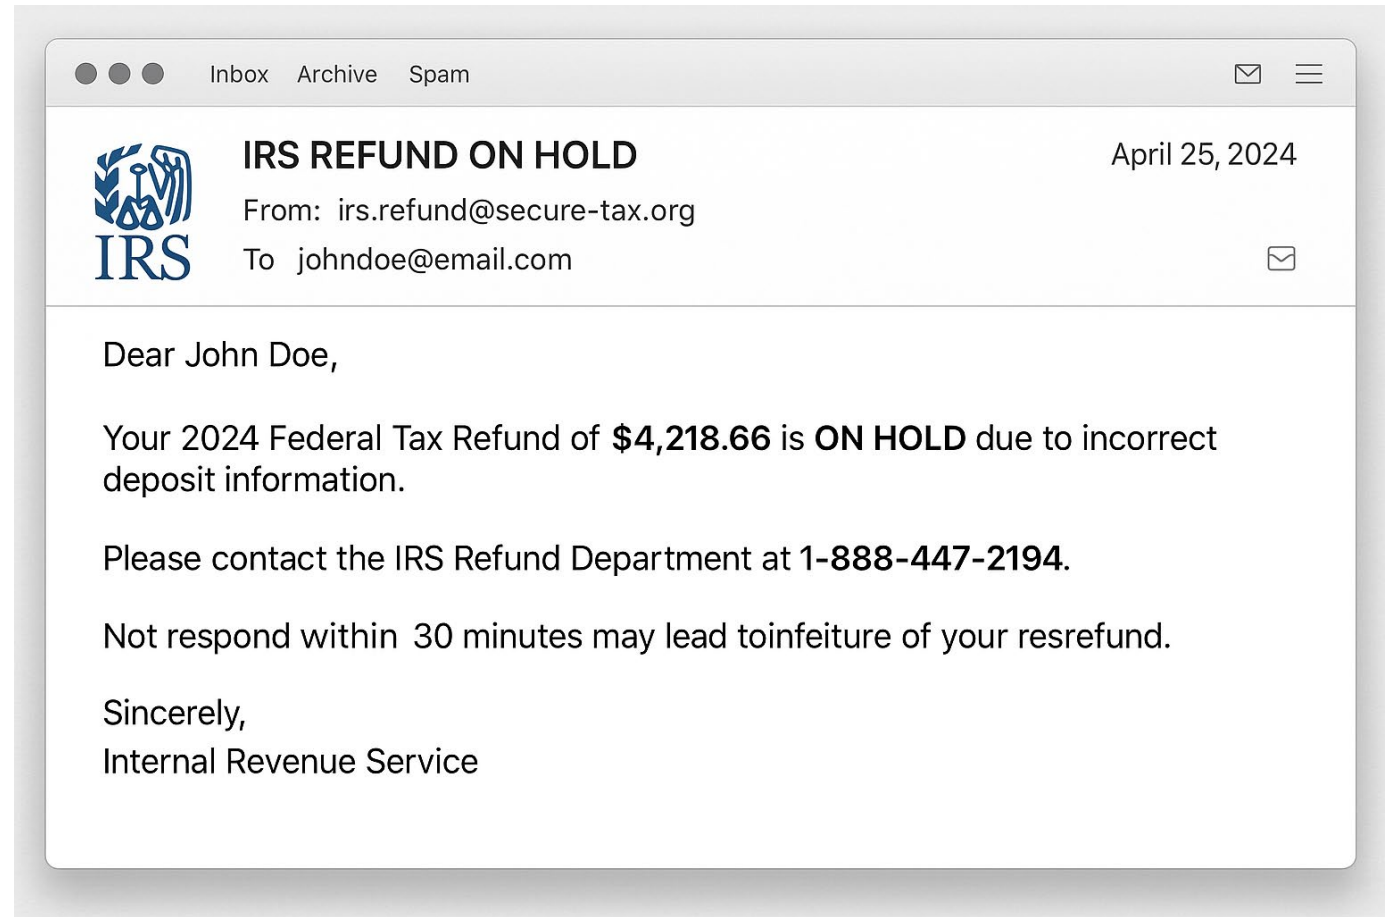 Inbox Archive Spam
IRS REFUND ON HOLD
April 25, 2024
From: irs.refund@secure-tax.org
To johndoe@email.com
IRS
Dear John Doe,
Your 2024 Federal Tax Refund of $4,218.66 is ON HOLD due to incorrect
deposit information.
Please contact the IRS Refund Department at 1-888-447-2194.
Not respond within 30 minutes may lead toinfeiture of your resrefund.
Sincerely,
Internal Revenue Service